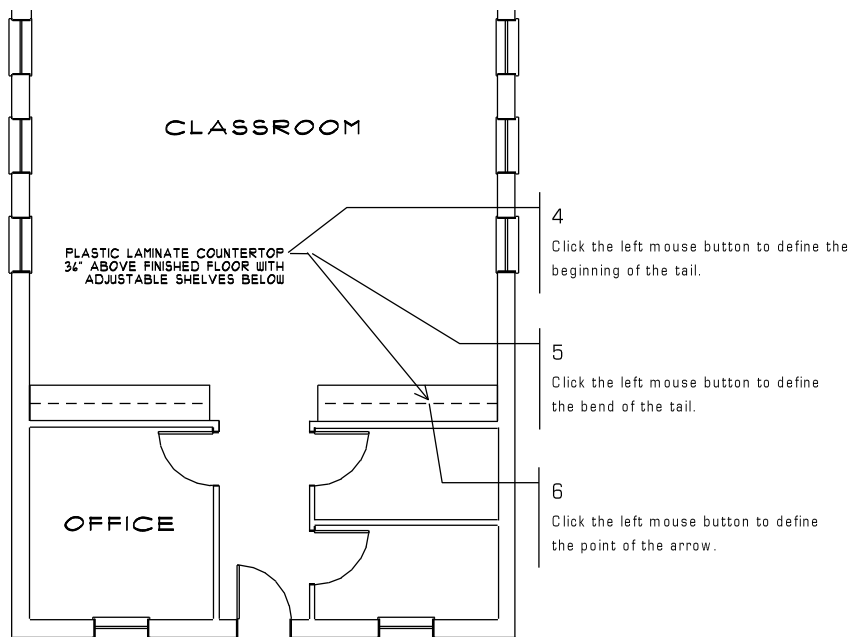 CLASSROOM
4
Click the left mouse button to define the
beginning of the tail.
PLASTIC LAMINATE COUNTERTOP
36" ABOVE FINISHED FLOOR WITH
ADJUSTABLE SHELVES BELOW
5
Click the left mouse button to define
the bend of the tail.
6
Click the left mouse button to define
the point of the arrow.
OFFICE